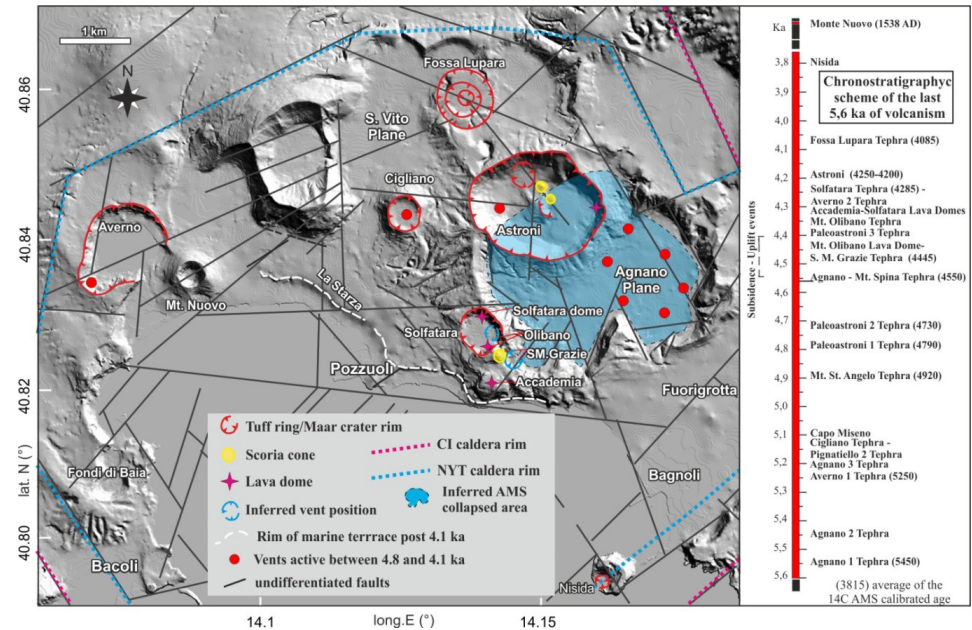 1 km
N
Fossa Lupara
S. Vito
Plane
Cigliano
Averno
Astroni
Agnano
Plane
Mt. Nuovo
La Starza
Solfatara dome
Solfatara
Olibano
SM.Grazie
Pozzuoli
Accademia
Fuorigrotta
Fondi di Baia
Bagnoli
Bacoli
Nisida
40.86
40.84
40.82
40.80
lat. N (°)
14.1
long.E (°)
14.15
Tuff ring/Maar crater rim
Scoria cone
Lava dome
Inferred vent position
CI caldera rim
NYT caldera rim
Inferred AMS
collapsed area
Rim of marine terrrace post 4.1 ka
Vents active between 4.8 and 4.1 ka
undifferentiated faults
Ka
Monte Nuovo (1538 AD)
3,8
Nisida
Chronostratigraphyc
scheme of the last
5,6 ka of volcanism
3,9
4,0
4,1
Fossa Lupara Tephra (4085)
4,2
Astroni (4250-4200)
Solfatara Tephra (4285) -
4,3
Averno 2 Tephra
Accademia-Solfatara Lava Domes
Mt. Olibano Tephra
4,4
Paleoastroni 3 Tephra
Mt. Olibano Lava Dome-
4,5
S. M. Grazie Tephra (4445)
Agnano - Mt. Spina Tephra (4550)
4,6
4,7
Paleoastroni 2 Tephra (4730)
4,8
Paleoastroni 1 Tephra (4790)
4,9
Mt. St. Angelo Tephra (4920)
5,0
5,1
Capo Miseno
Cigliano Tephra -
Pignatiello 2 Tephra
5,2
Agnano 3 Tephra
Averno 1 Tephra (5250)
5,3
5,4
Agnano 2 Tephra
5,5
Agnano 1 Tephra (5450)
5,6
Subsidence - Uplift events
(3815) average of the
14C AMS calibrated age